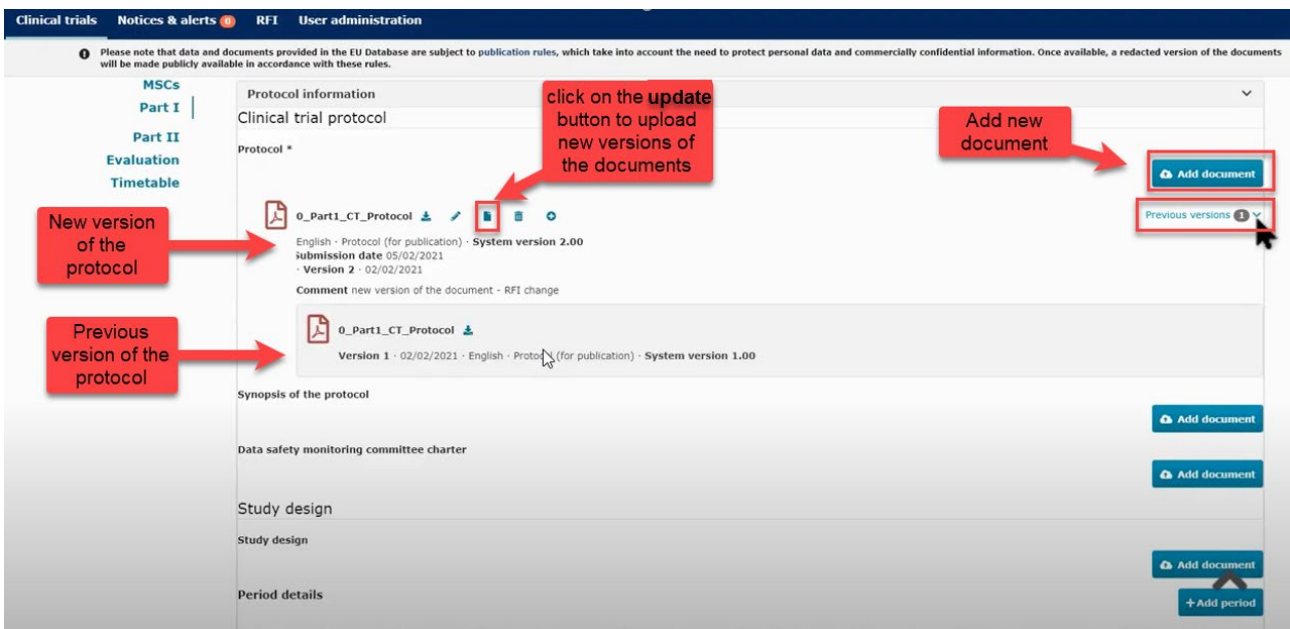 Clinical trials Notices & alerts 0 RFI User administration
Please note that data and documents provided in the EU Database are subject to publication rules, which take into account the need to protect personal data and commercially confidential information. Once available, a redacted version of the documents
will be made publicly available in accordance with these rules.
MSCs
Part I
Part II
Evaluation
Timetable
Protocol information
Clinical trial protocol
Protocol *
click on the update
button to upload
new versions of
the documents
Add new
document
Add document
New version
of the
protocol
0_Part1_CT_Protocol
Previous versions 1
English · Protocol (for publication) · System version 2.00
Submission date 05/02/2021
· Version 2 · 02/02/2021
Comment new version of the document - RFI change
Previous
version of the
protocol
0_Part1_CT_Protocol
Version 1 · 02/02/2021 · English · Protocol (for publication) · System version 1.00
Synopsis of the protocol
Add document
Data safety monitoring committee charter
Add document
Study design
Study design
Add document
Period details
+Add period